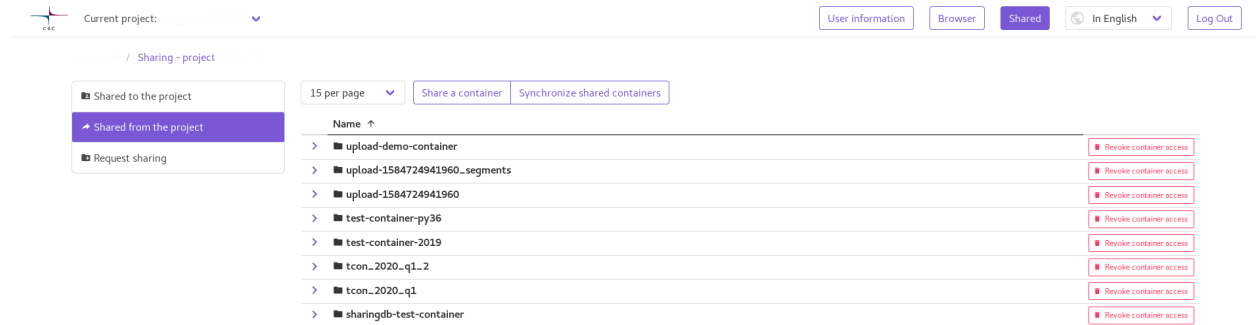 CSC
Current project:
User information
Browser
Shared
In English
Log Out
/ Sharing - project
Shared to the project
Shared from the project
Request sharing
15 per page
Share a container
Synchronize shared containers
Name
upload-demo-container Revoke container access
upload-1584724941960_segments Revoke container access
upload-1584724941960 Revoke container access
test-container-py36 Revoke container access
test-container-2019 Revoke container access
tcon_2020_q1_2 Revoke container access
tcon_2020_q1 Revoke container access
sharingdb-test-container Revoke container access